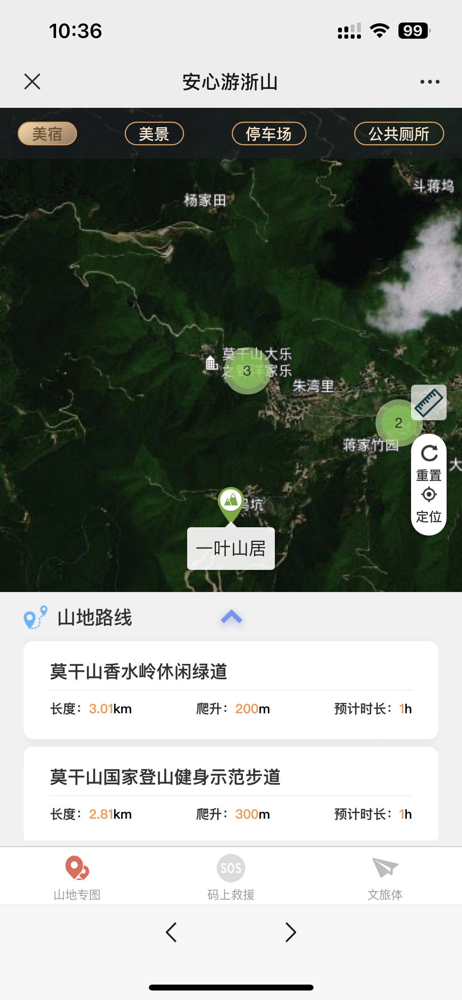 10:36
99
安心游浙山
美宿
美景
停车场
公共厕所
斗蒋坞
杨家田
莫干山大乐
之野洋家乐
3
朱湾里
2
蒋家竹园
重置
大
定位
坞坑
一叶山居
山地路线
莫干山香水岭休闲绿道
长度：3.01km 爬升：200m 预计时长：1h
莫干山国家登山健身示范步道
长度：2.81km 爬升：300m 预计时长：1h
SOS
山地专图
码上救援
文旅体